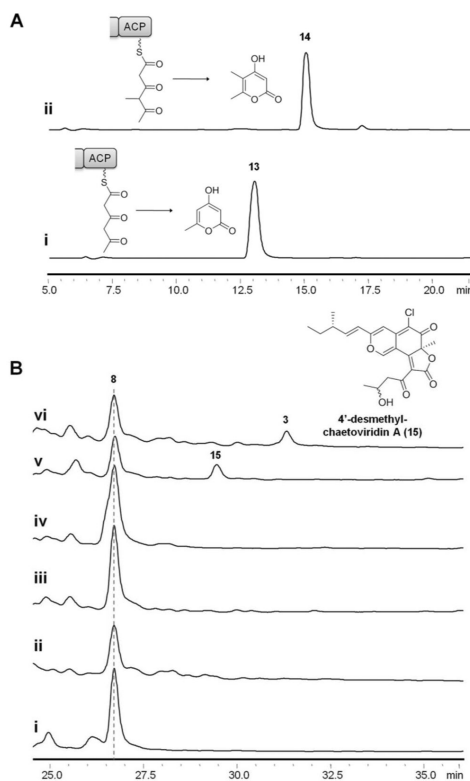 A
ACP
S
O
O
O
OH
O
O
14
ii
ACP
S
O
O
O
OH
O
O
13
i
5.0 7.5 10.0 12.5 15.0 17.5 20.0 min
B
Cl
O
O
O
O
O
OH
4'-desmethyl-
chaetoviridin A (15)
8
3
vi
15
v
iv
iii
ii
i
25.0 27.5 30.0 32.5 35.0 min